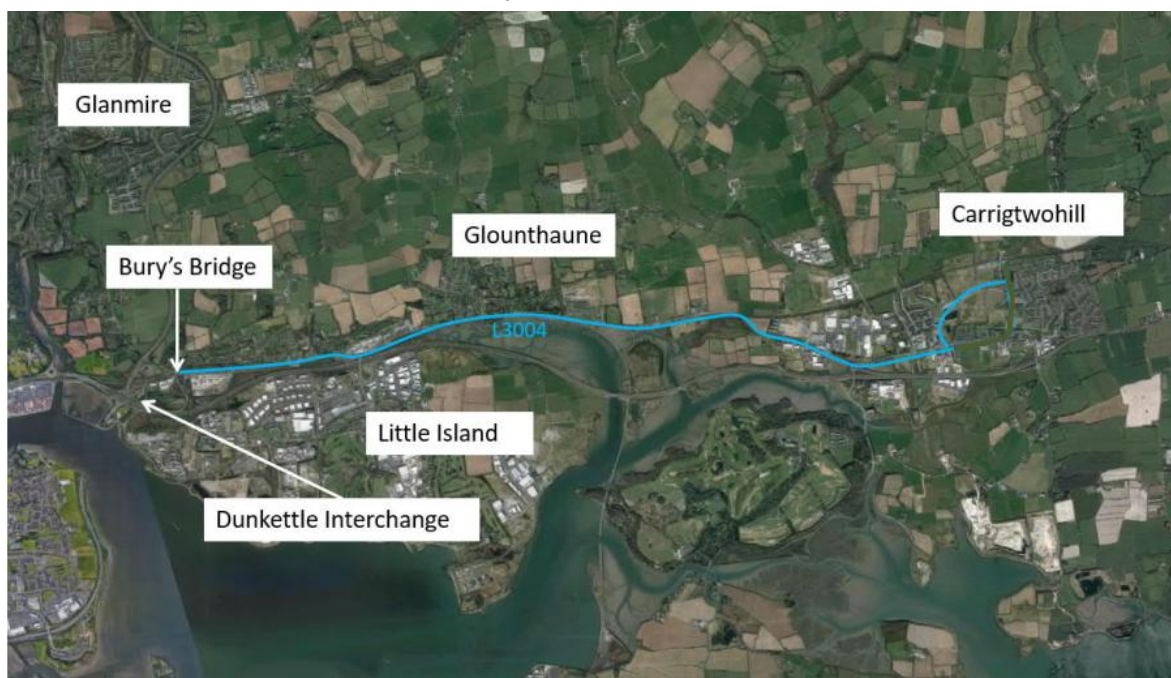 Glanmire
Carrigtwohill
Glounthaune
Bury's Bridge
L3004
Little Island
Dunkettle Interchange